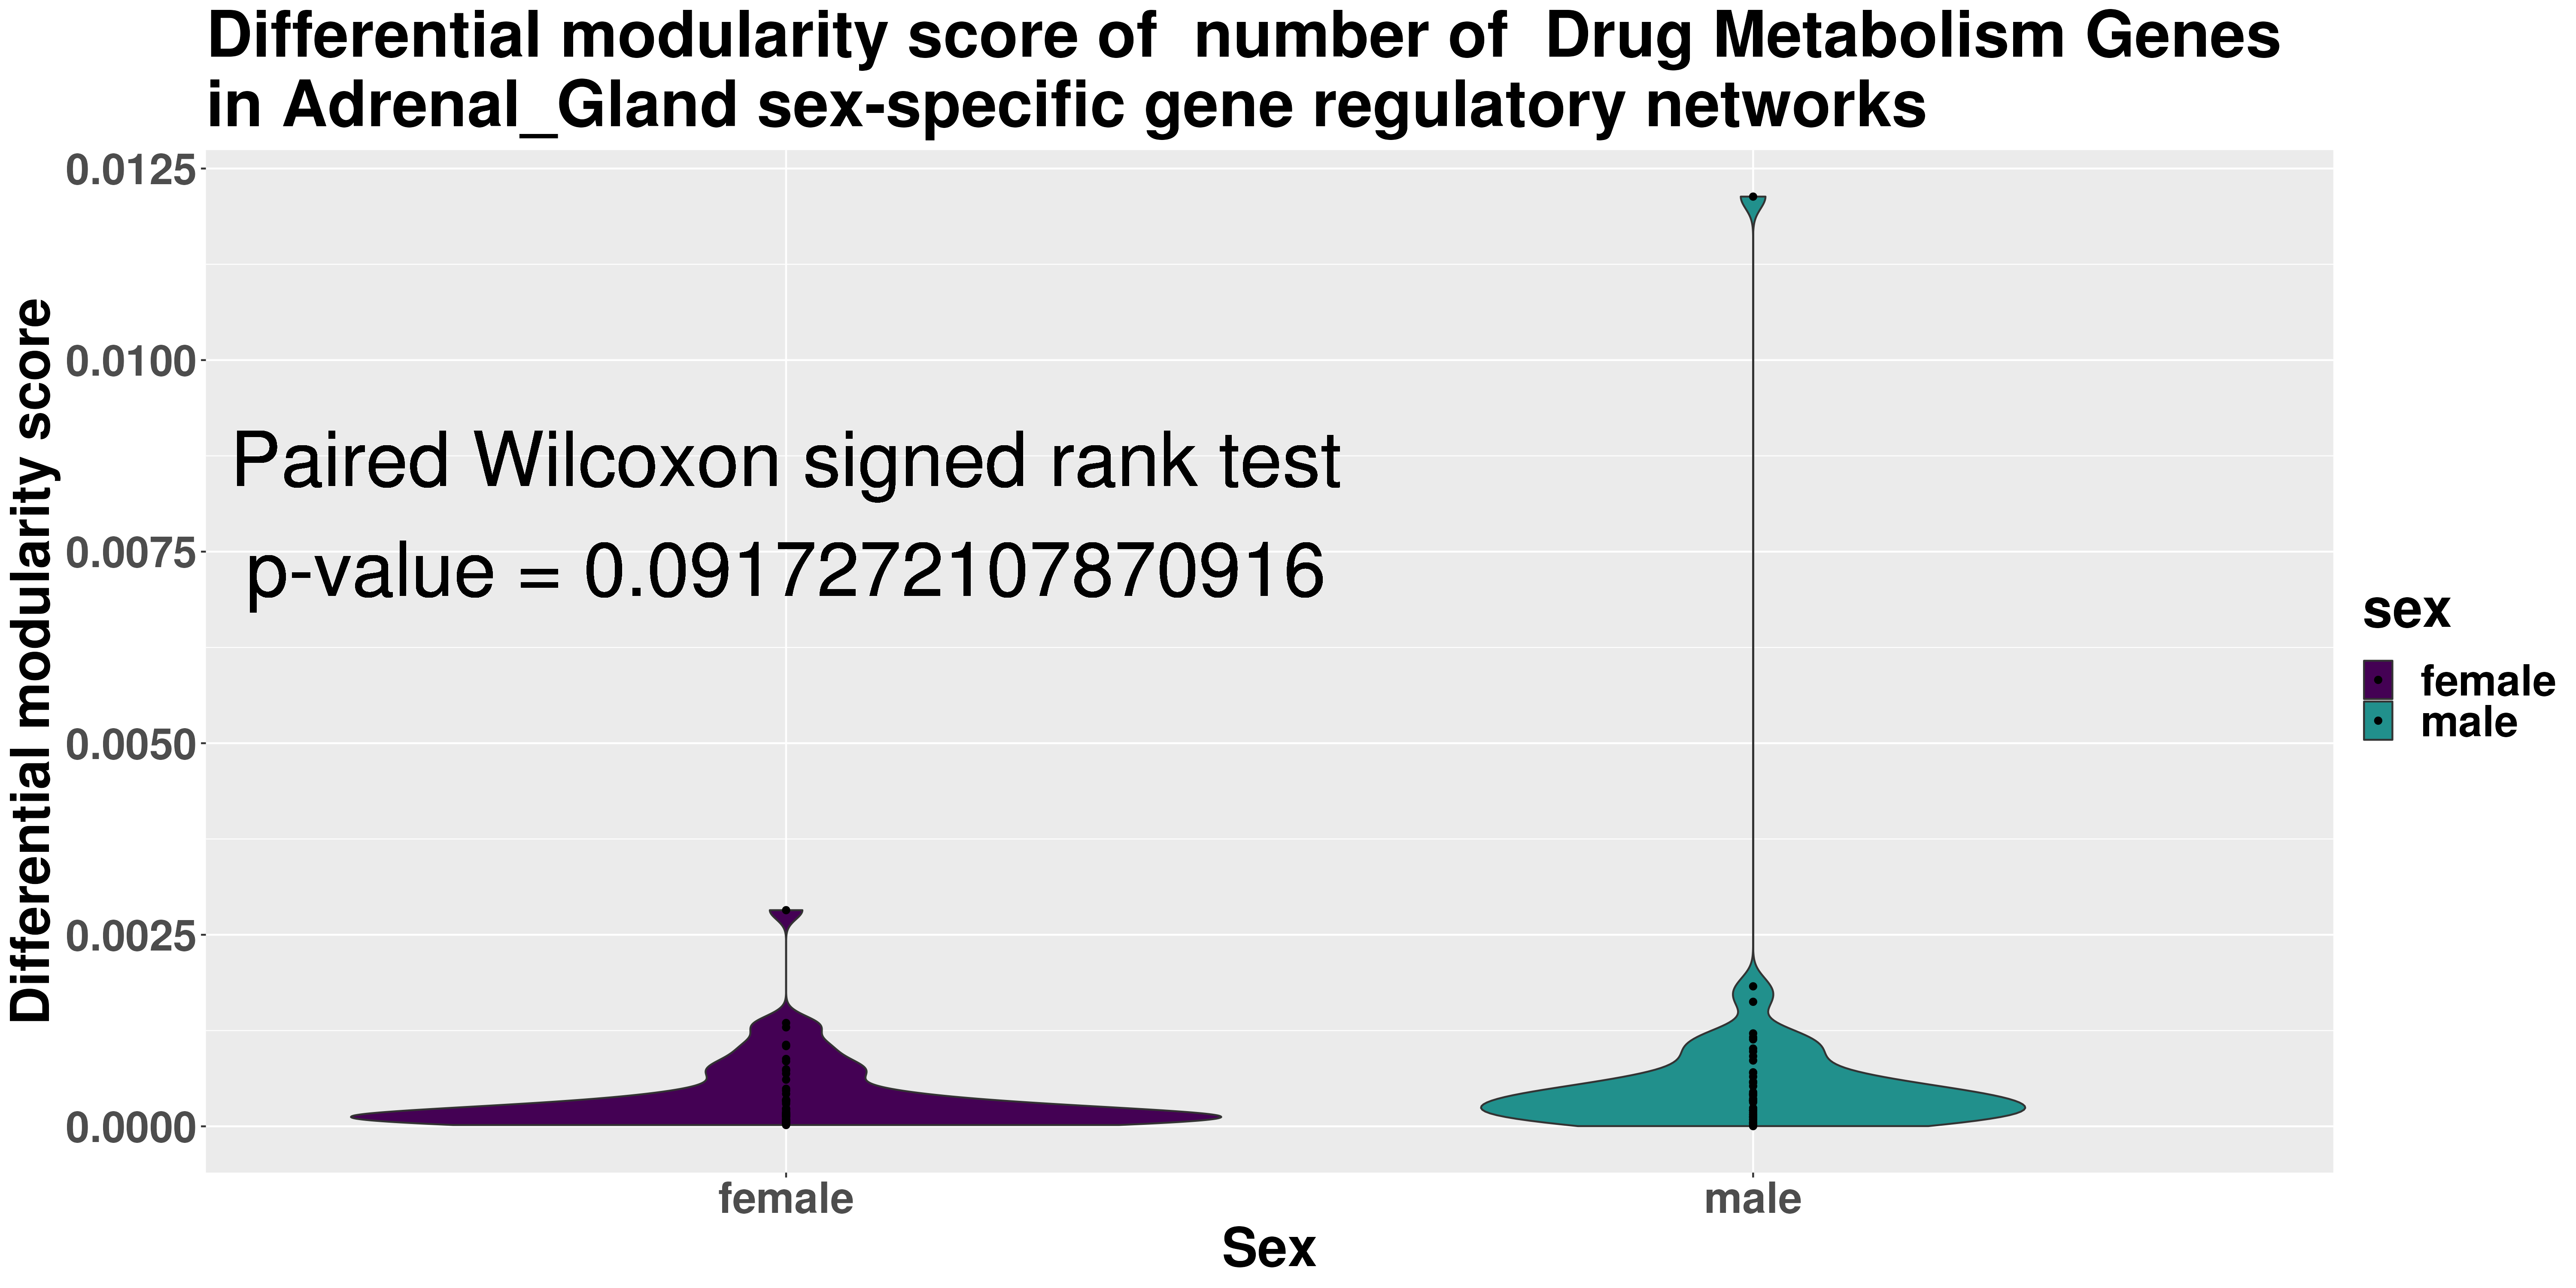 Differential modularity score of  number of  Drug Metabolism Genes
in Adrenal_Gland sex-specific gene regulatory networks
Differential modularity score
0.0125
0.0100
0.0075
0.0050
0.0025
0.0000
Paired Wilcoxon signed rank test
p-value = 0.0917272107870916
female
male
Sex
sex
female
male